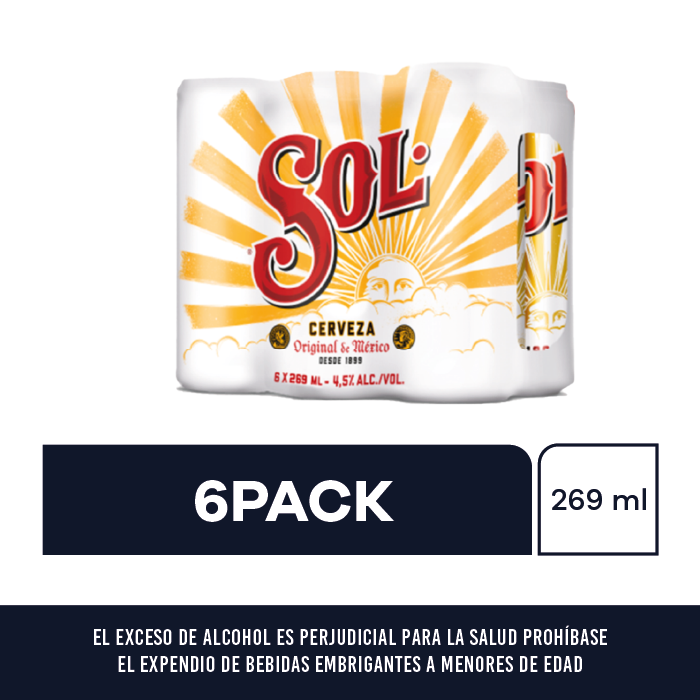 SOL
CERVEZA
Original de México
DESDE 1899
6 X 269 ML - 4,5% ALC./VOL.
6PACK
269 ml
EL EXCESO DE ALCOHOL ES PERJUDICIAL PARA LA SALUD PROHÍBASE
EL EXPENDIO DE BEBIDAS EMBRIGANTES A MENORES DE EDAD